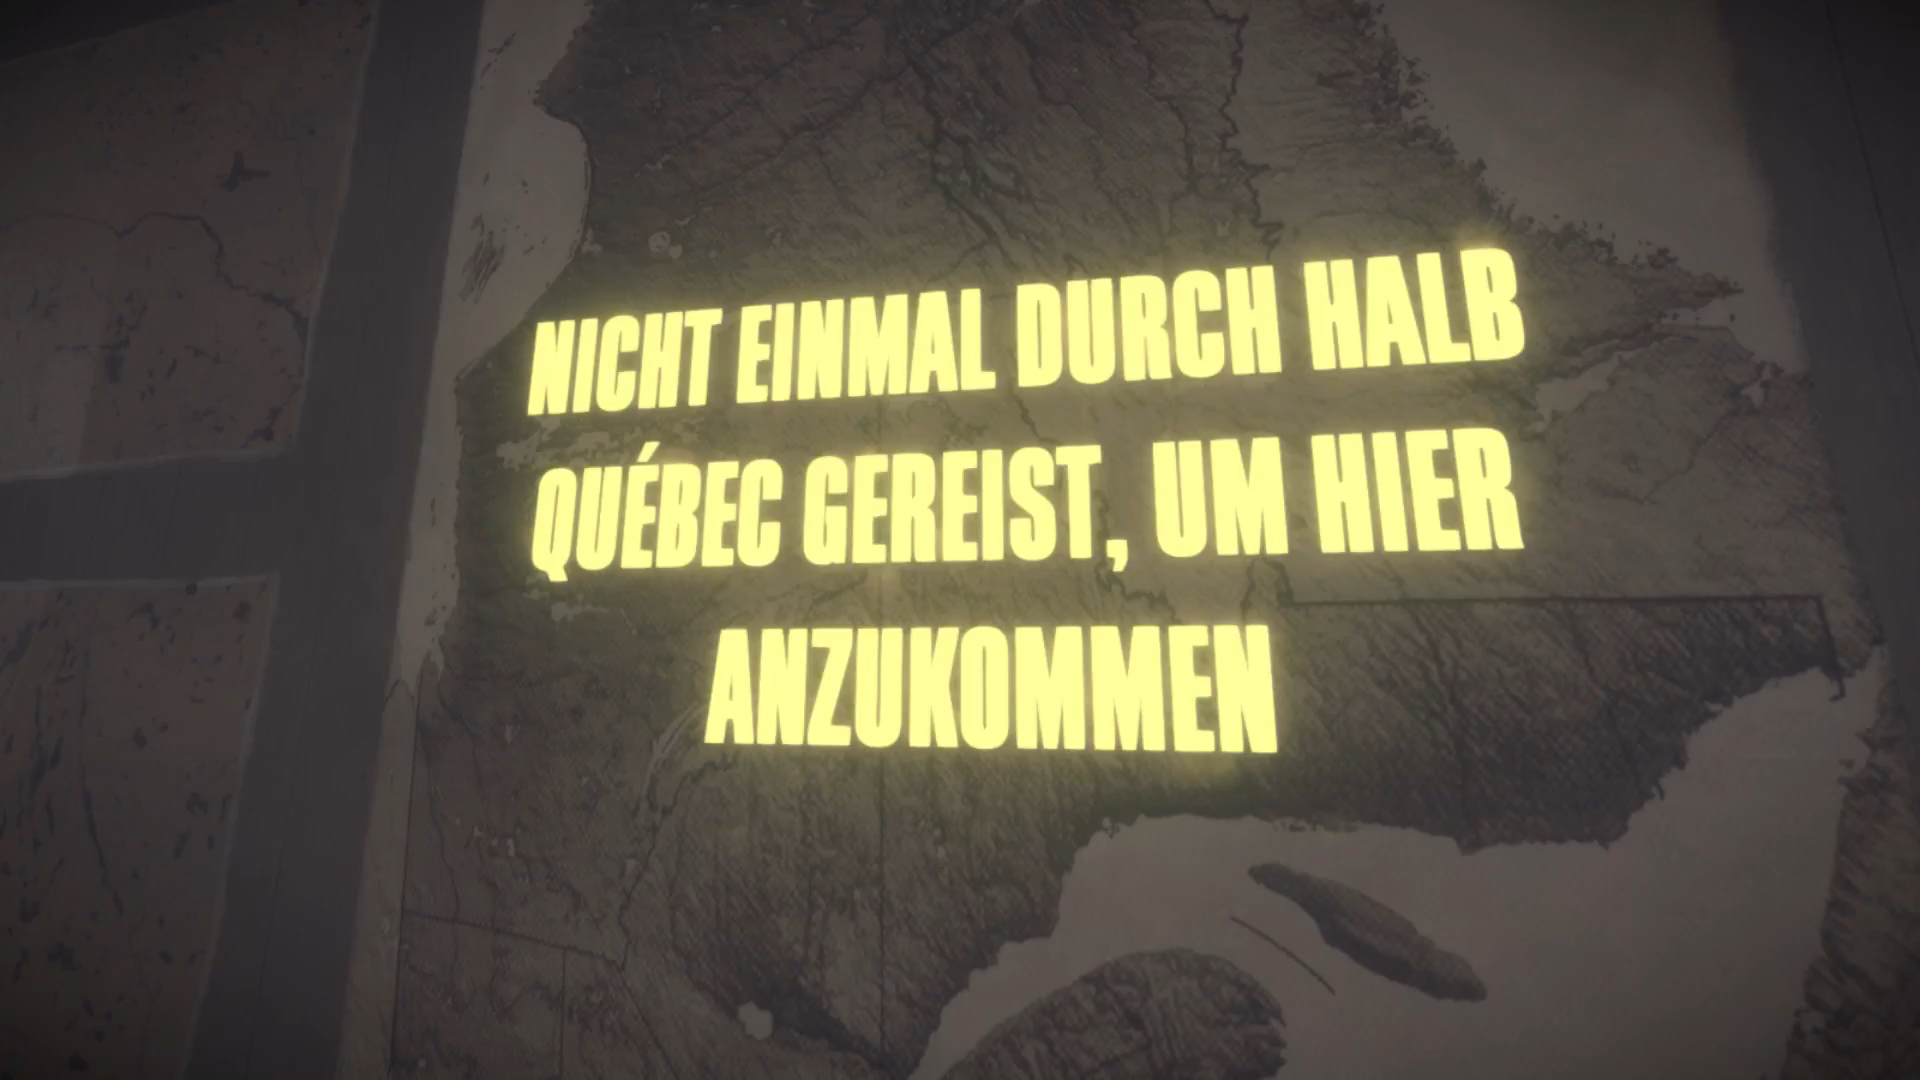 NICHT EINMAL DURCH HALB
QUÉBEC GEREIST, UM HIER
ANZUKOMMEN